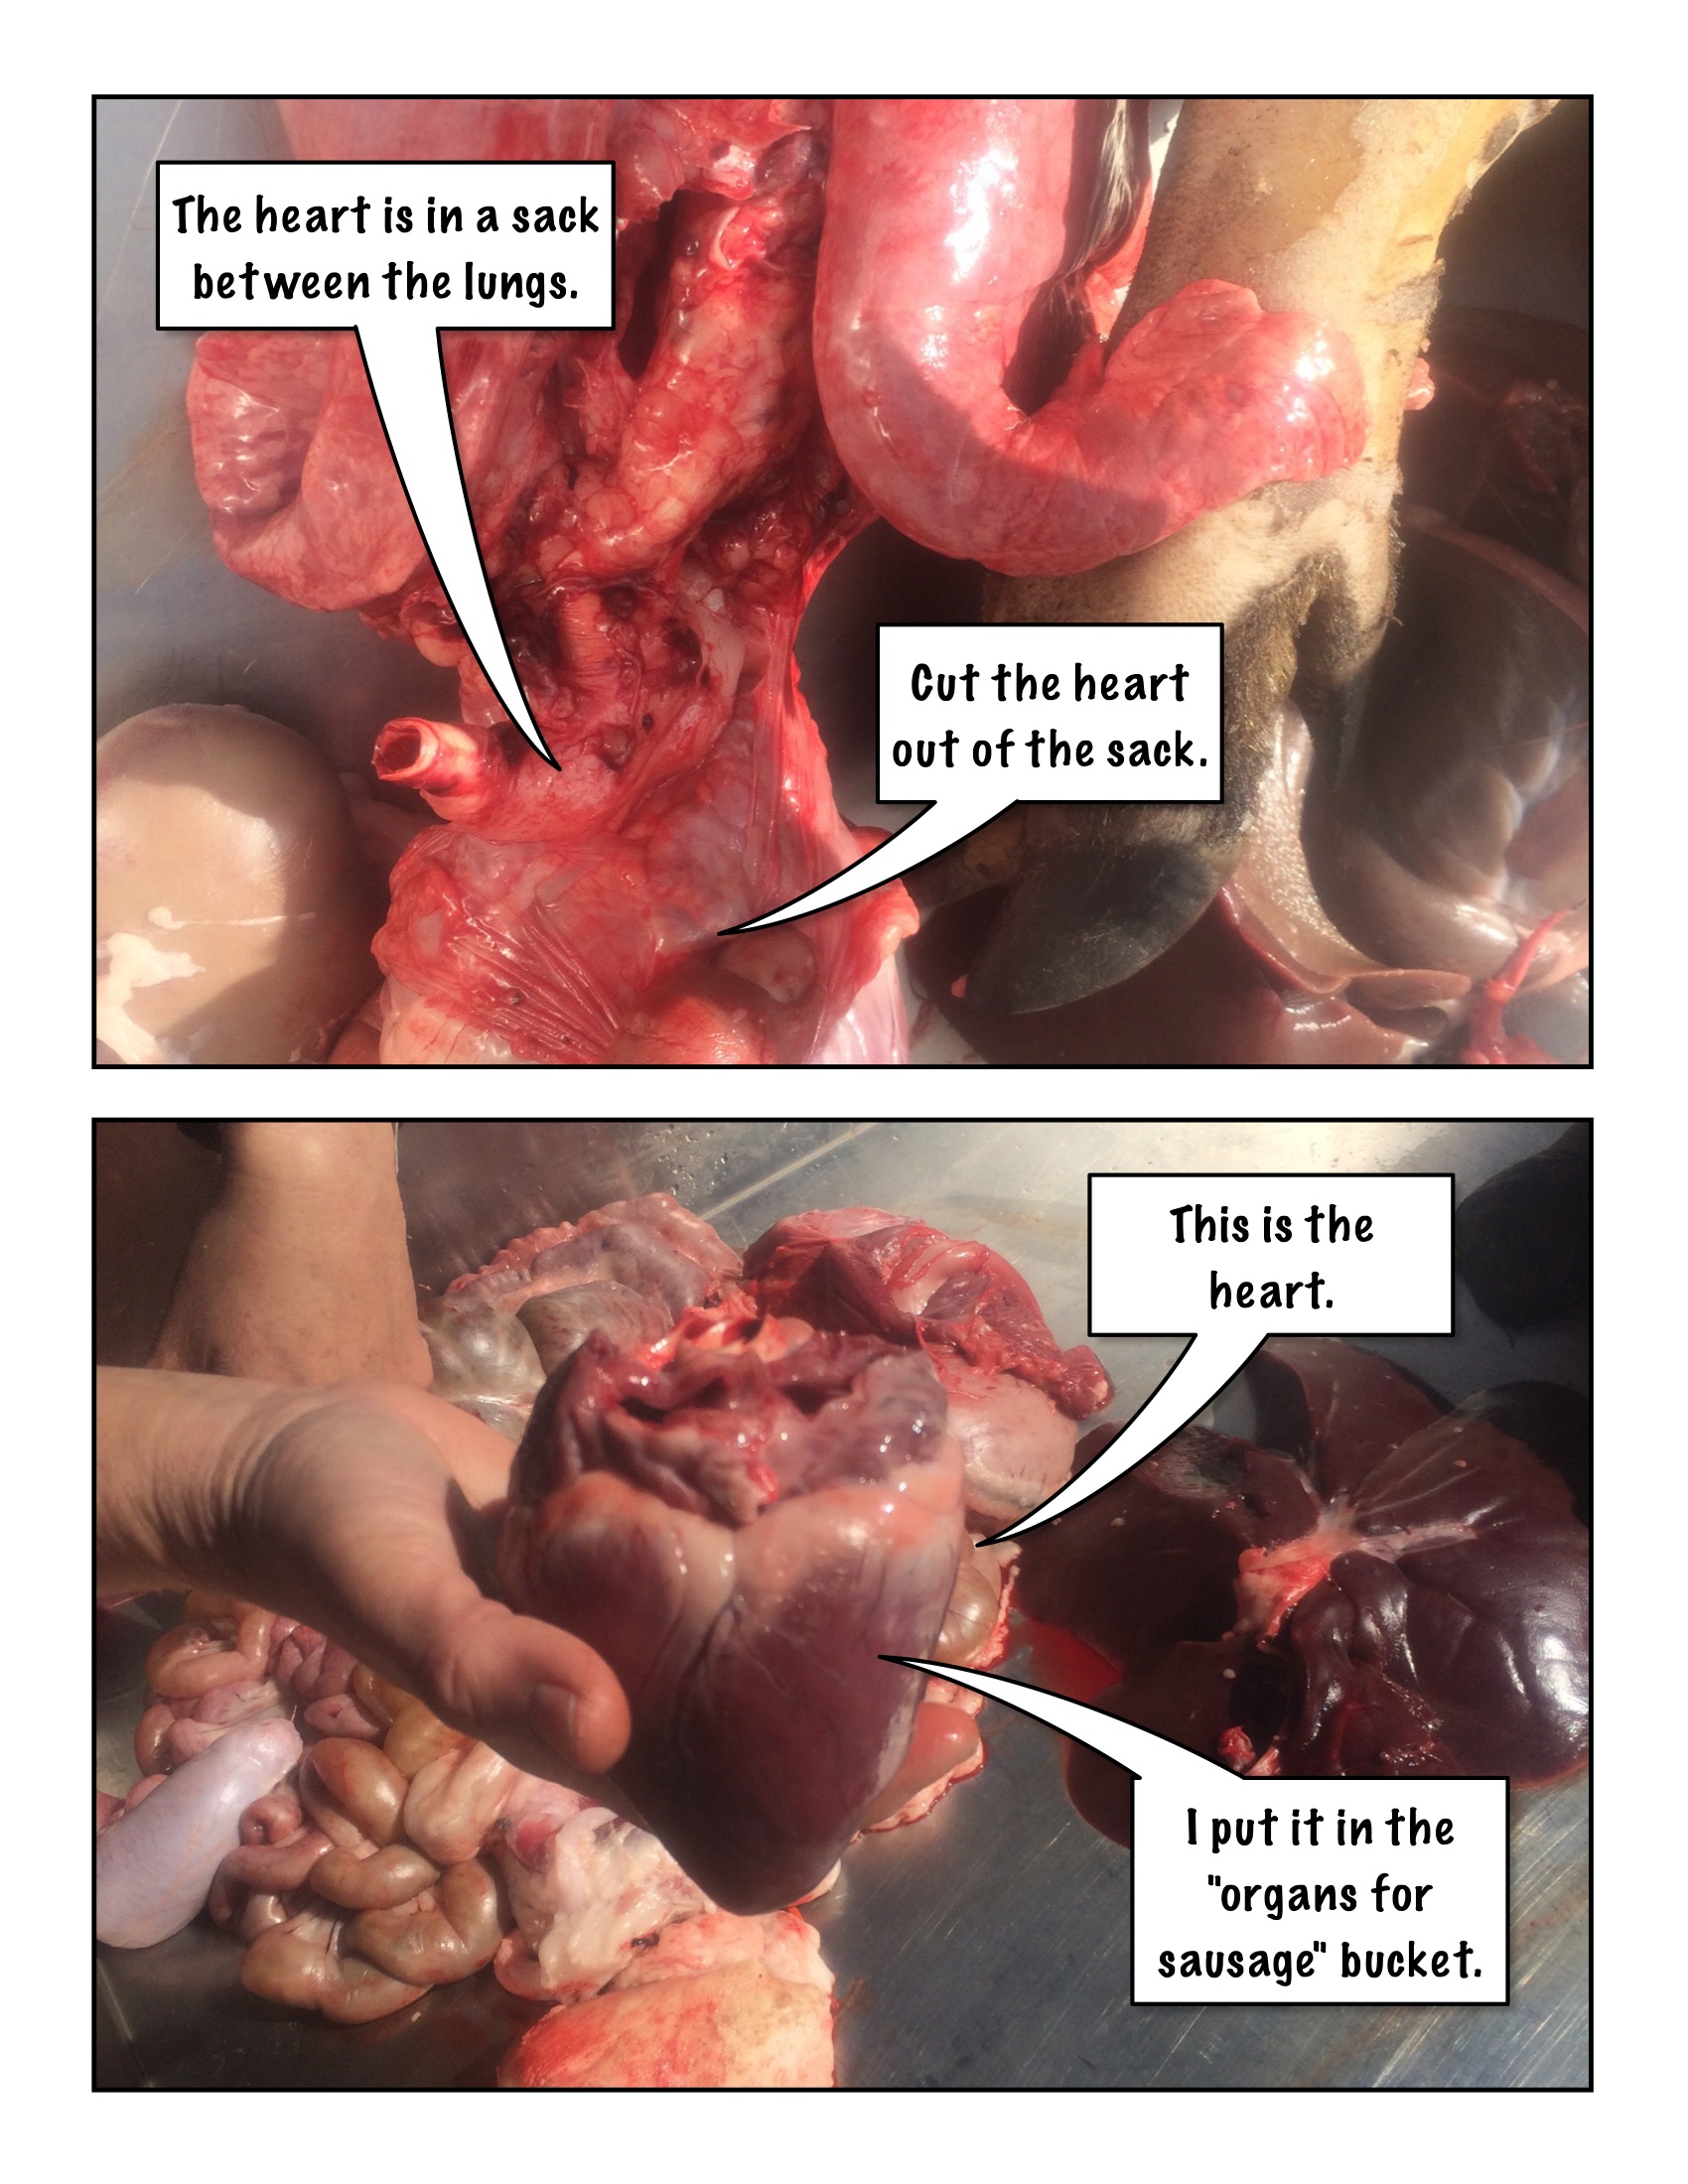 The heart is in a sack
between the lungs.
Cut the heart
out of the sack.
This is the
heart.
I put it in the
"organs for
sausage" bucket.